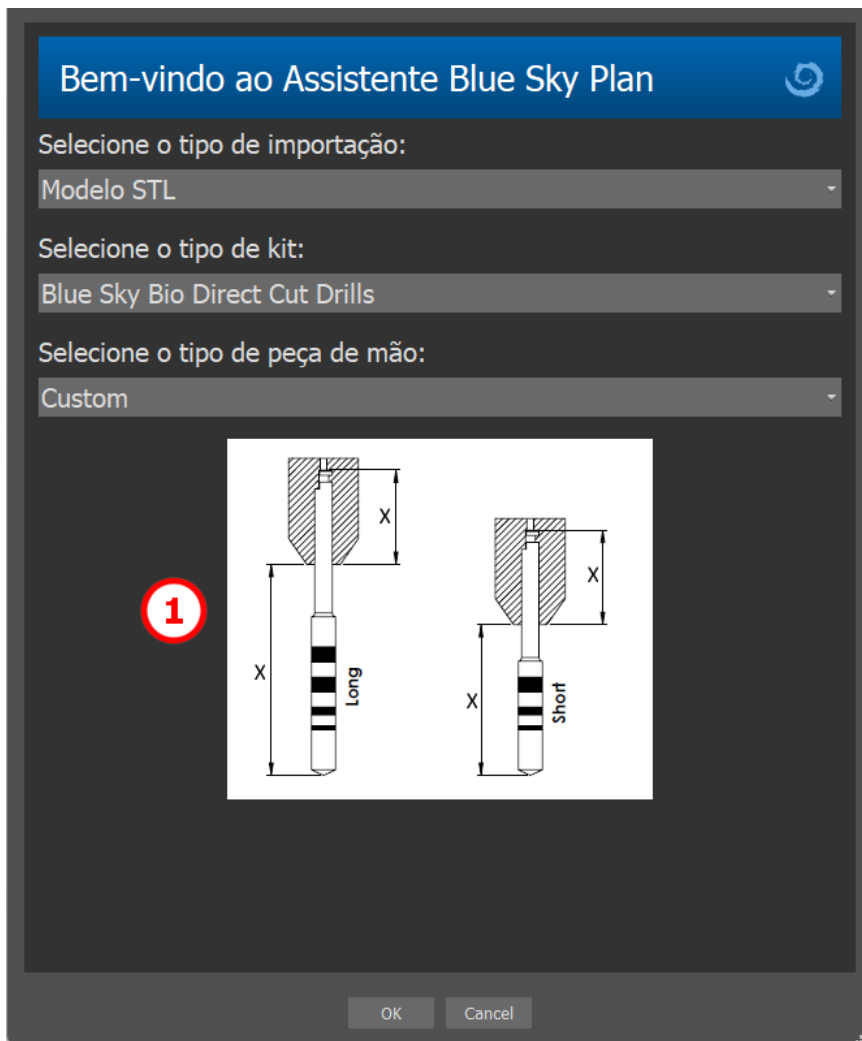 Bem-vindo ao Assistente Blue Sky Plan
Selecione o tipo de importação:
Modelo STL
Selecione o tipo de kit:
Blue Sky Bio Direct Cut Drills
Selecione o tipo de peça de mão:
Custom
X
X
1
X
Long
X
Short
OK
Cancel